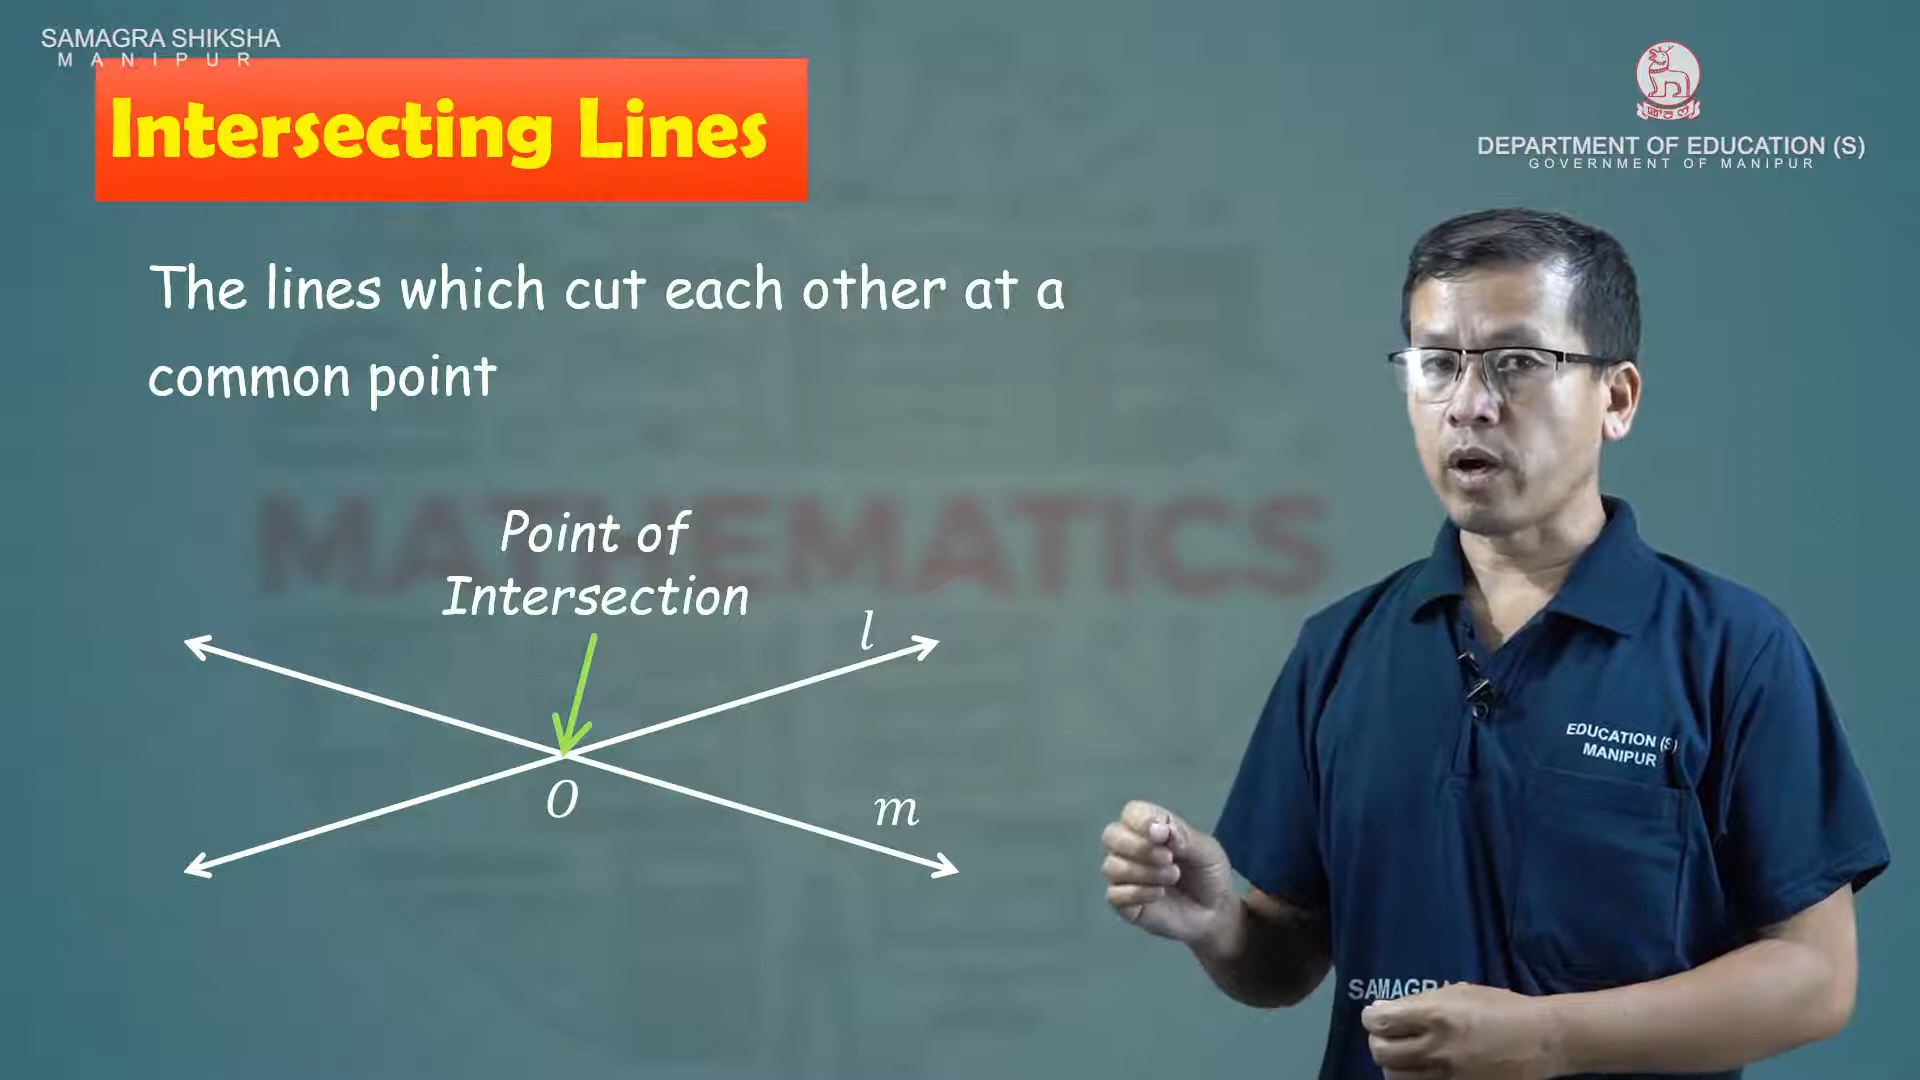 SAMAGRA SHIKSHA
MANIPUR
Intersecting Lines
DEPARTMENT OF EDUCATION (S)
GOVERNMENT OF MANIPUR
The lines which cut each other at a
common point
MATHEMATICS
Point of
Intersection
l
O
m
EDUCATION (S)
MANIPUR